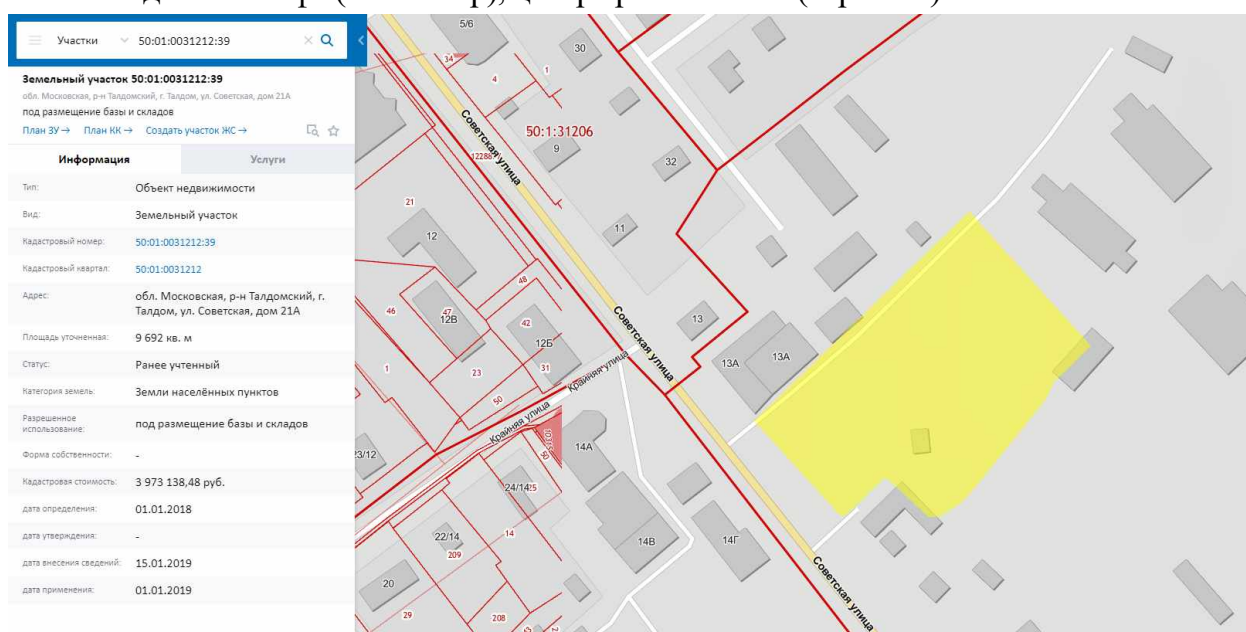 Участки 50:01:0031212:39
Земельный участок 50:01:0031212:39
обл. Московская, р-н Талдомский, г. Талдом, ул. Советская, дом 21А
под размещение базы и складов
План ЗУ → План КК → Создать участок ЖС →
Информация Услуги
Тип: Объект недвижимости
Вид: Земельный участок
Кадастровый номер: 50:01:0031212:39
Кадастровый квартал: 50:01:0031212
Адрес: обл. Московская, р-н Талдомский, г.
Талдом, ул. Советская, дом 21А
Площадь уточненная: 9 692 кв. м
Статус: Ранее учтенный
Категория земель: Земли населённых пунктов
Разрешенное
использование: под размещение базы и складов
Форма собственности: -
Кадастровая стоимость: 3 973 138,48 руб.
дата определения: 01.01.2018
дата утверждения: -
дата внесения сведений: 15.01.2019
дата применения: 01.01.2019
5/6
30
34
4
1
Советская улица
50:1:31206
9
12288
32
21
11
12
48
46
47
12В
42
12Б
Советская улица
13
13А
13А
1
23
31
Крайняя улица
50
Крайняя улица
14А
23/12
24/14
25
22/14
14
209
14В
14Г
20
Советская улица
29
208